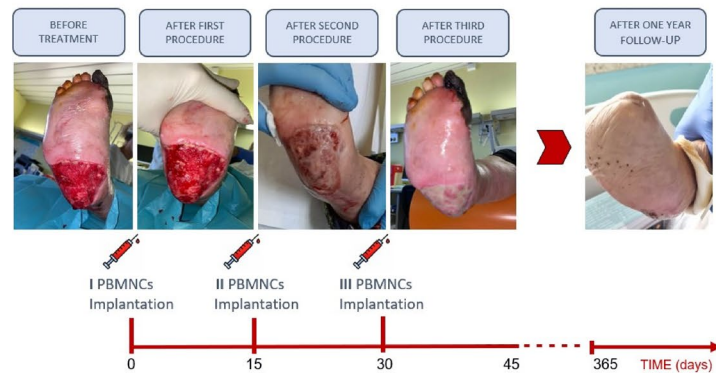 BEFORE
TREATMENT
AFTER FIRST
PROCEDURE
AFTER SECOND
PROCEDURE
AFTER THIRD
PROCEDURE
AFTER ONE YEAR
FOLLOW-UP
I PBMNCs
Implantation
II PBMNCs
Implantation
III PBMNCs
Implantation
0
15
30
45
365
TIME (days)